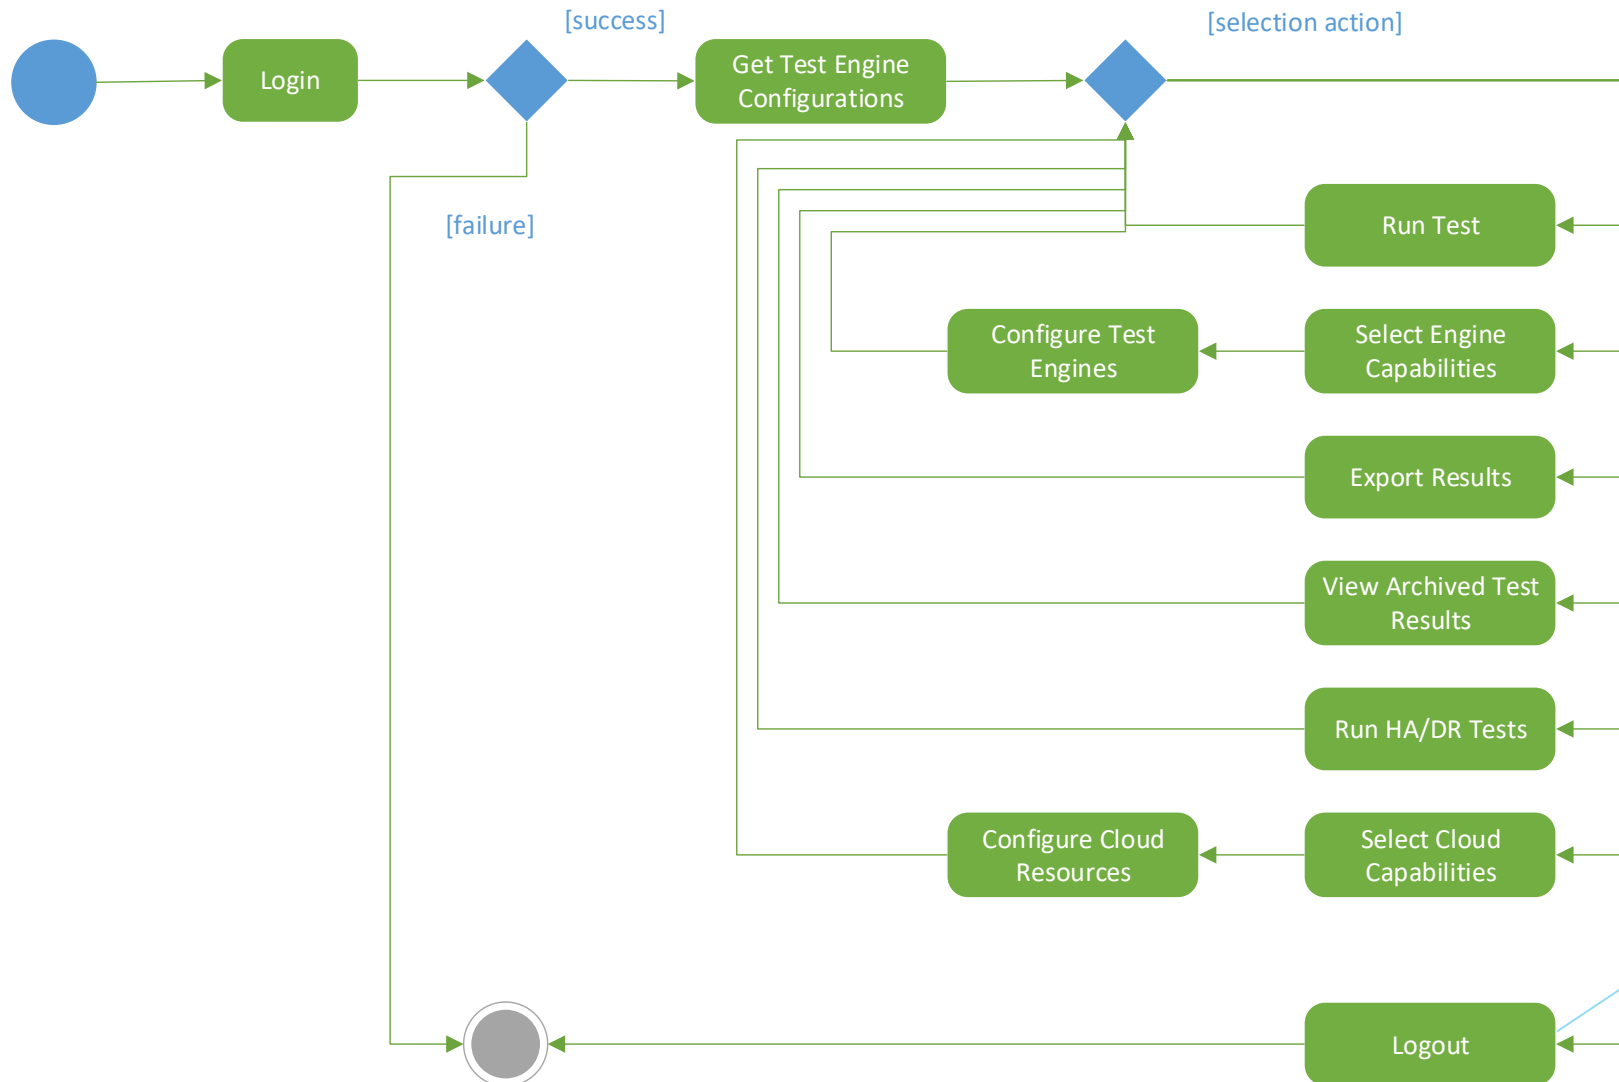 [success]
[selection action]
Login
Get Test Engine
Configurations
[failure]
Run Test
Configure Test
Engines
Select Engine
Capabilities
Export Results
View Archived Test
Results
Run HA/DR Tests
Configure Cloud
Resources
Select Cloud
Capabilities
Logout